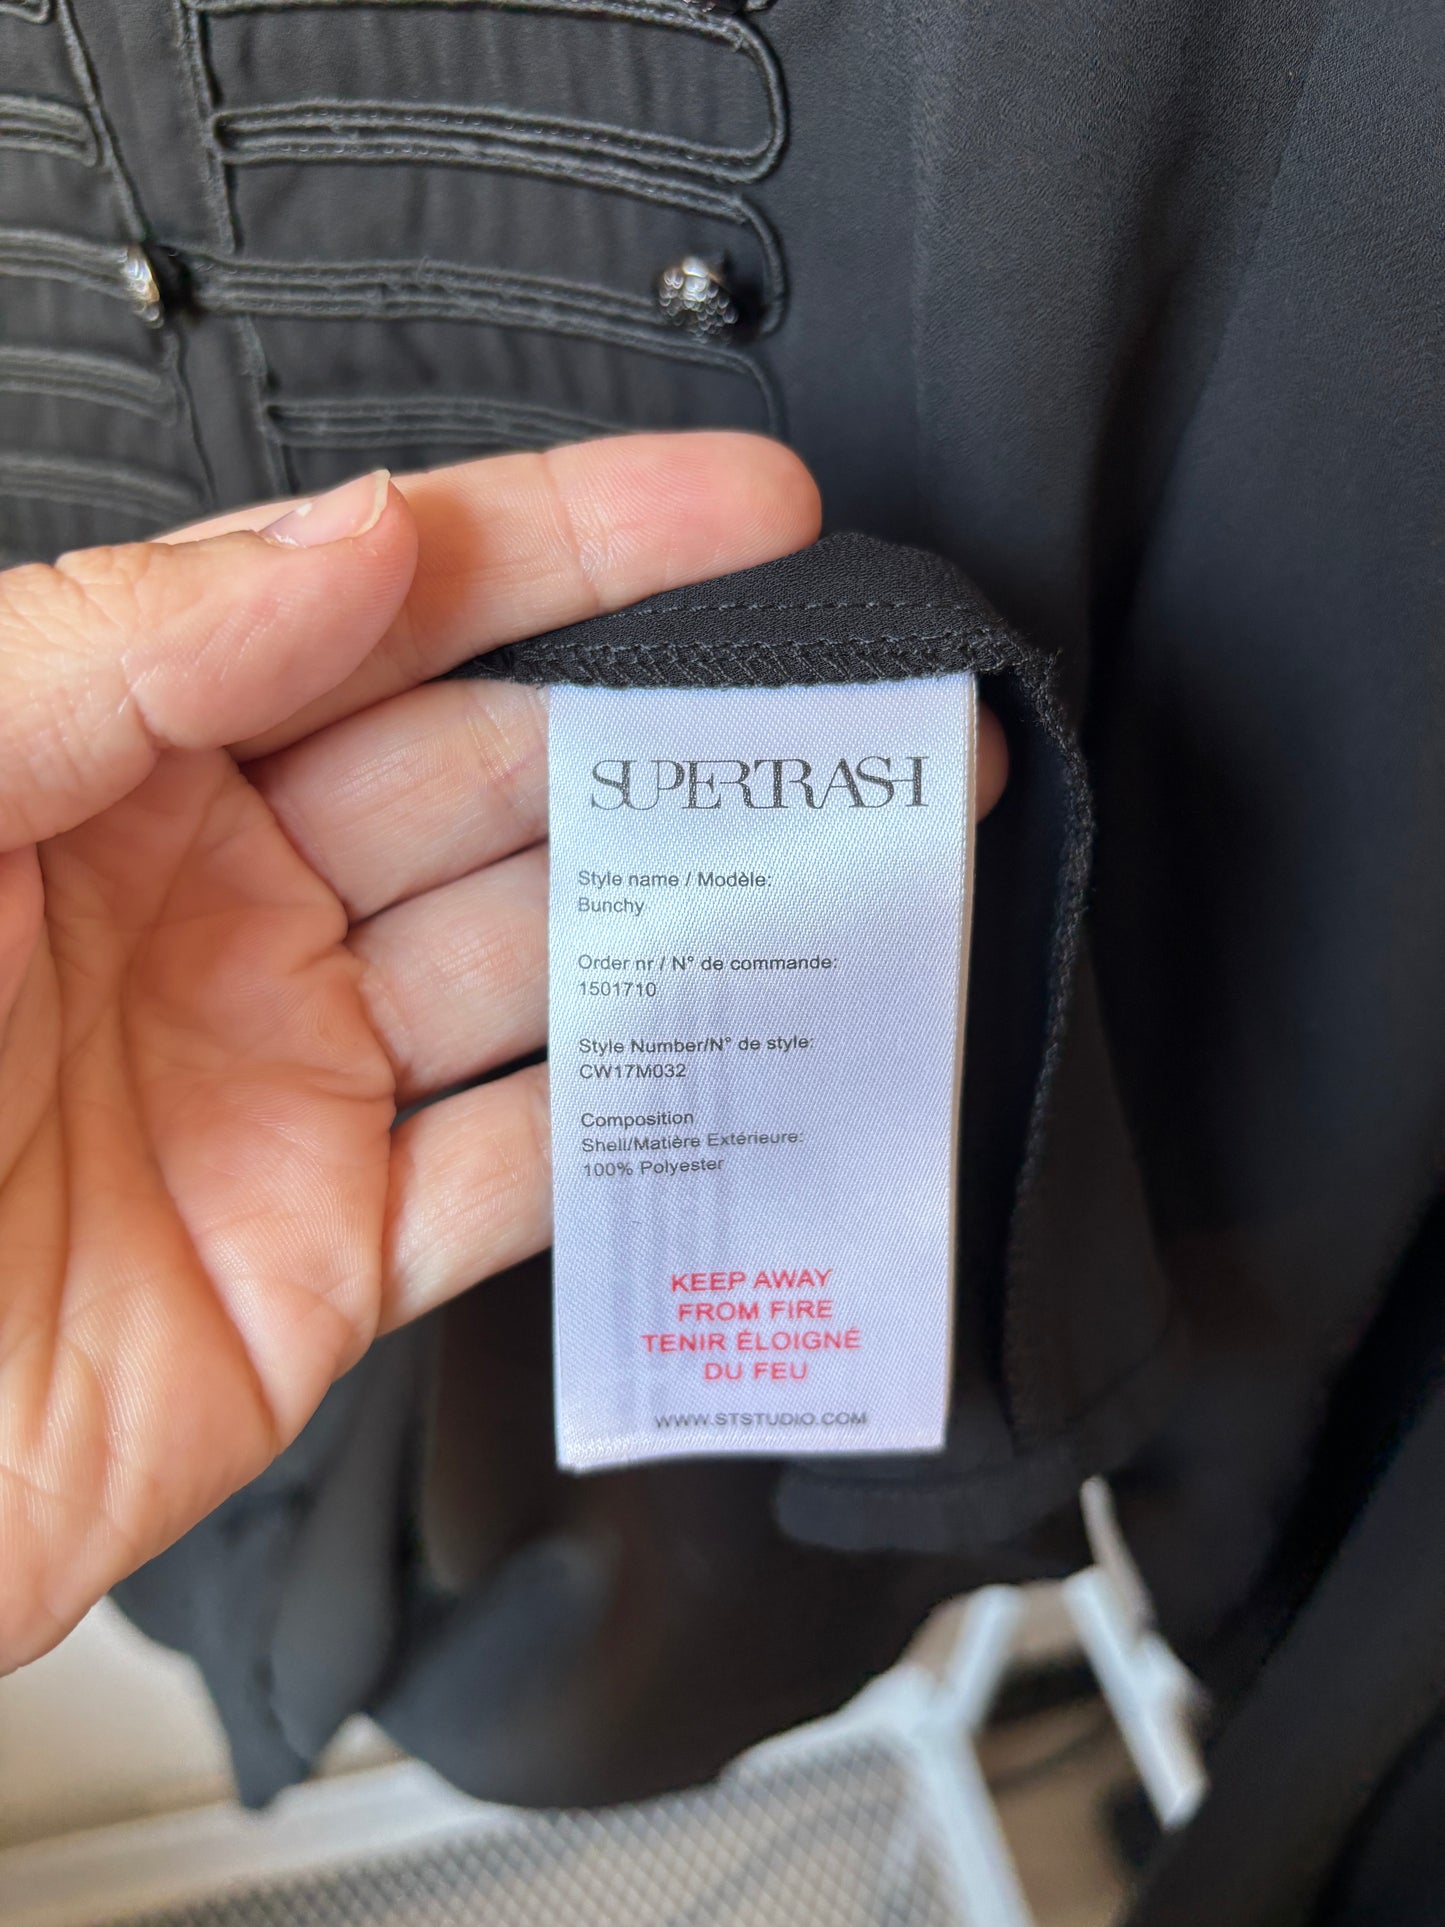 SUPERTRASH
Style name / Modèle:
Bunchy
Order nr / N° de commande:
1501710
Style Number/N° de style:
CW17M032
Composition
Shell/Matière Extérieure:
100% Polyester
KEEP AWAY
FROM FIRE
TENIR ÉLOIGNÉ
DU FEU
WWW.STSTUDIO.COM